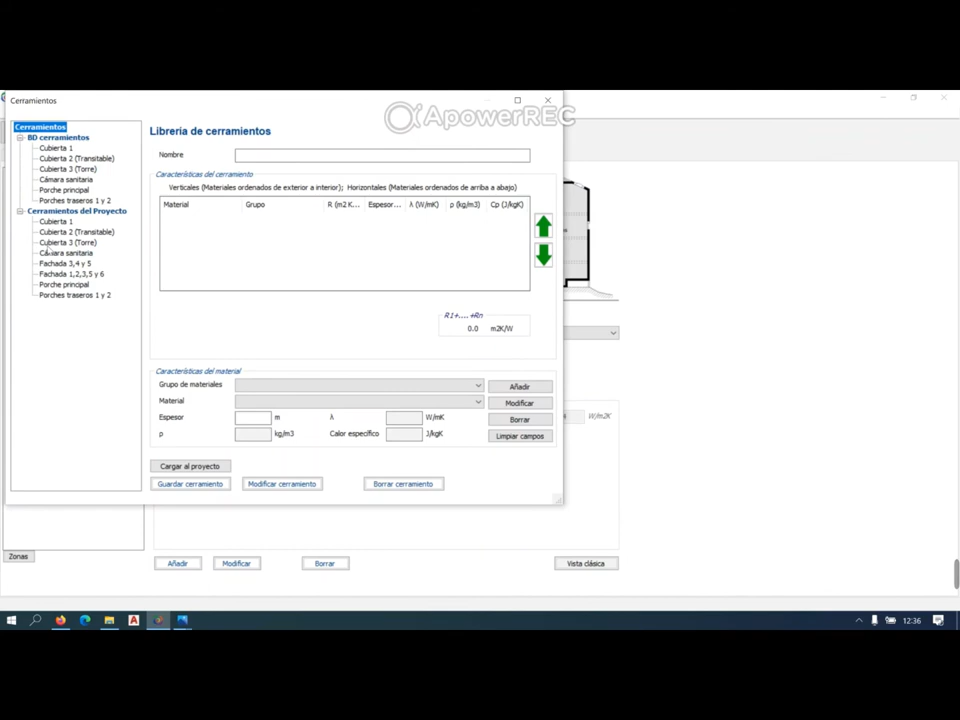 Cerramientos
ApowerREC
Cerramientos
BD cerramientos
Cubierta 1
Cubierta 2 (Transitable)
Cubierta 3 (Torre)
Cámara sanitaria
Porche principal
Porches traseros 1 y 2
Cerramientos del Proyecto
Cubierta 1
Cubierta 2 (Transitable)
Cubierta 3 (Torre)
Cámara sanitaria
Fachada 3,4 y 5
Fachada 1,2,3,5 y 6
Porche principal
Porches traseros 1 y 2
Librería de cerramientos
Nombre
Características del cerramiento
Verticales (Materiales ordenados de exterior a interior); Horizontales (Materiales ordenados de arriba a abajo)
Material Grupo R (m2 K... Espesor... λ (W/mK) ρ (kg/m3) Cp (J/kgK)
R1+....+Rn
0.0 m2K/W
Características del material
Grupo de materiales Añadir
Material Modificar
Espesor m λ W/mK Borrar
ρ kg/m3 Calor específico J/kgK Limpiar campos
Cargar al proyecto
Guardar cerramiento Modificar cerramiento Borrar cerramiento
W/m2K
Zonas
Añadir Modificar Borrar Vista clásica
12:36